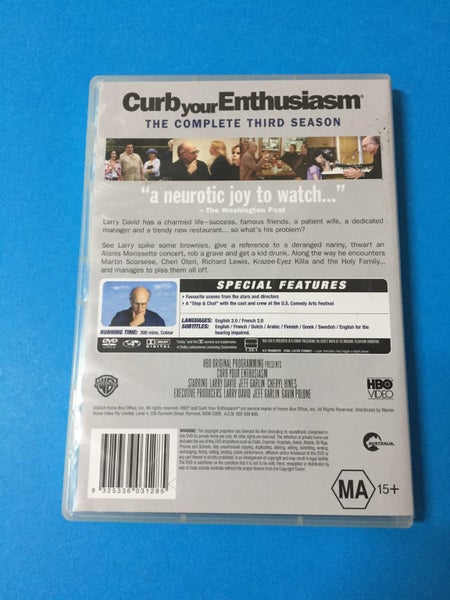 Curb your Enthusiasm
THE COMPLETE THIRD SEASON
"a neurotic joy to watch..."
– The Washington Post
Larry David has a charmed life–success, famous friends, a patient wife, a dedicated
manager and a trendy new restaurant... so what's his problem?
See Larry spike some brownies, give a reference to a deranged nanny, thwart an
Alanis Morissette concert, rob a grave and get a kid drunk. Along the way he encounters
Martin Scorsese, Cheri Oteri, Richard Lewis, Krazee-Eyez Killa and the Holy Family...
and manages to piss them all off.
SPECIAL FEATURES
• Favourite scenes from the stars and directors
• A "Stop & Chat" with the cast and crew at the U.S. Comedy Arts Festival
LANGUAGES: English 2.0 / French 2.0
SUBTITLES: English / French / Dutch / Arabic / Finnish / Greek / Swedish / English for the
hearing impaired.
RUNNING TIME: 300 mins. Colour
DVD
DOLBY
DIGITAL
HBO ORIGINAL PROGRAMMING PRESENTS
CURB YOUR ENTHUSIASM
STARRING LARRY DAVID JEFF GARLIN CHERYL HINES
EXECUTIVE PRODUCERS LARRY DAVID JEFF GARLIN GAVIN POLONE
WB
HBO
VIDEO
AUSTRALIA
9 325336 031285
MA 15+